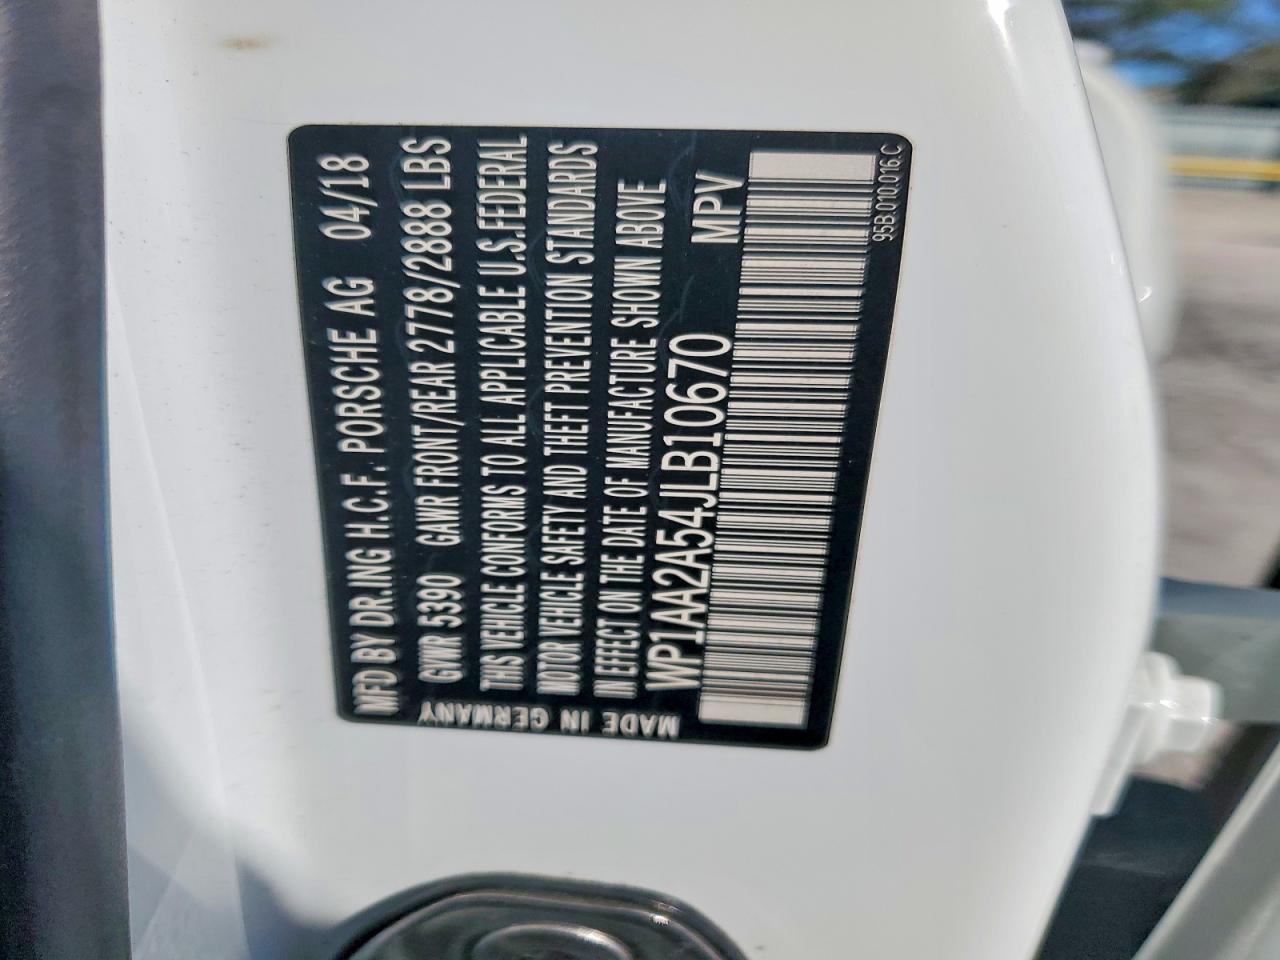 MFD BY DR.ING H.C.F. PORSCHE AG 04/18
GVWR 5390 GAWR FRONT/REAR 2778/2888 LBS
THIS VEHICLE CONFORMS TO ALL APPLICABLE U.S.FEDERAL
MOTOR VEHICLE SAFETY AND THEFT PREVENTION STANDARDS
IN EFFECT ON THE DATE OF MANUFACTURE SHOWN ABOVE
WP1AA2A54JLB10670 MPV
95B.010.016.C
MADE IN GERMANY